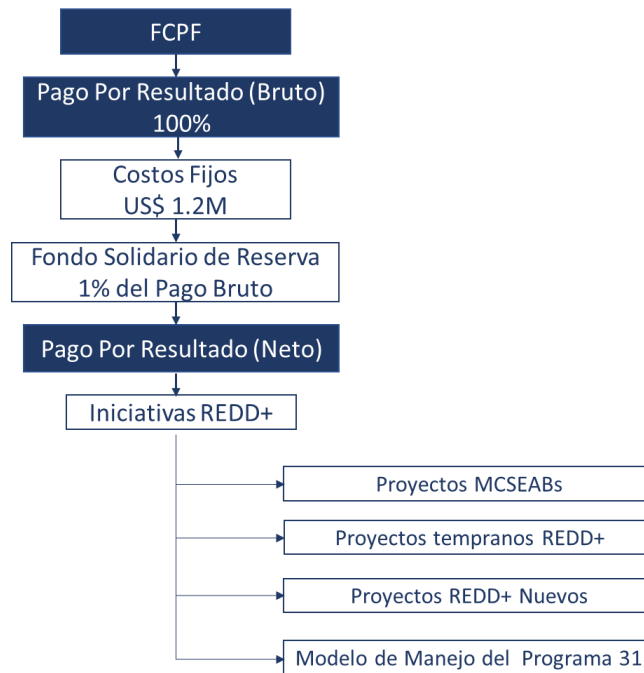 FCPF
Pago Por Resultado (Bruto)
100%
Costos Fijos
US$ 1.2M
Fondo Solidario de Reserva
1% del Pago Bruto
Pago Por Resultado (Neto)
Iniciativas REDD+
Proyectos MCSEABs
Proyectos tempranos REDD+
Proyectos REDD+ Nuevos
Modelo de Manejo del Programa 31